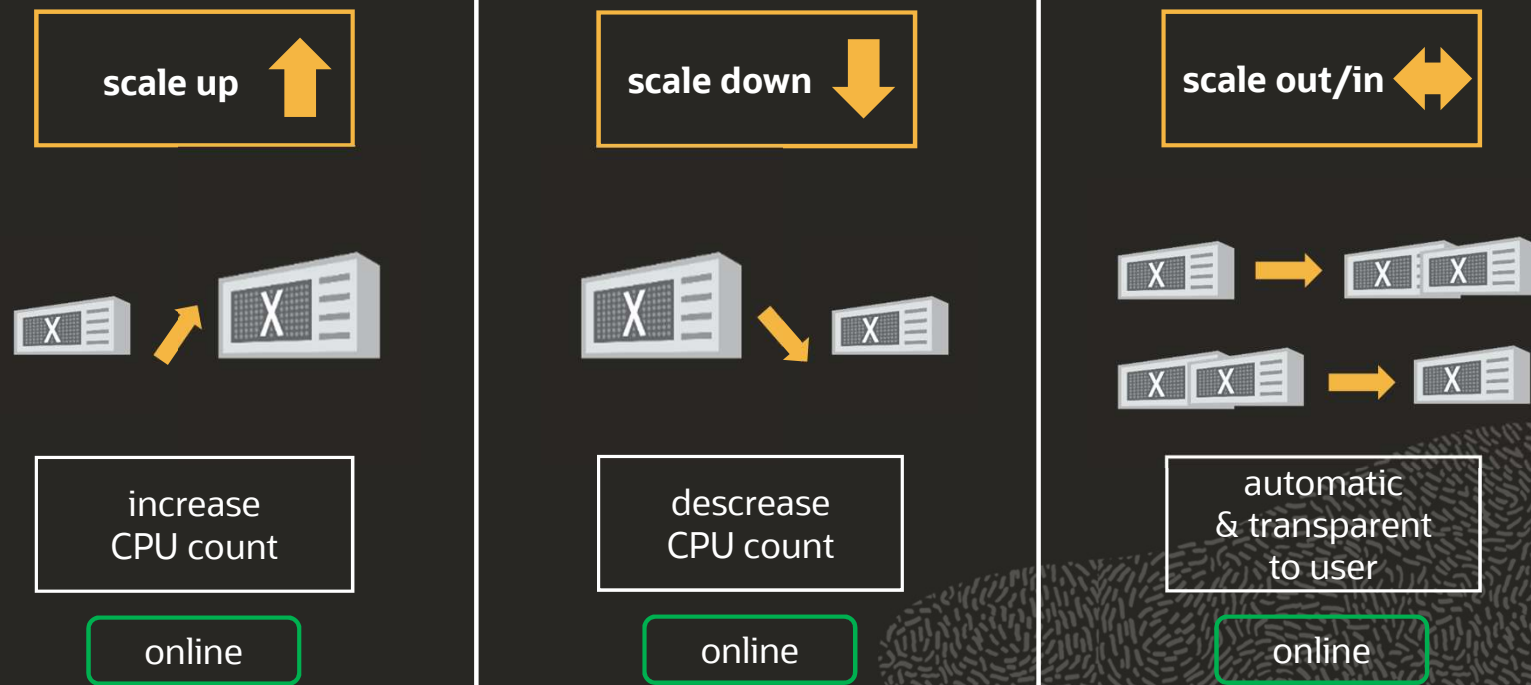 scale up
X
X
increase
CPU count
online
scale down
X
X
descrease
CPU count
online
scale out/in
X
X
X
X
X
X
automatic
& transparent
to user
online